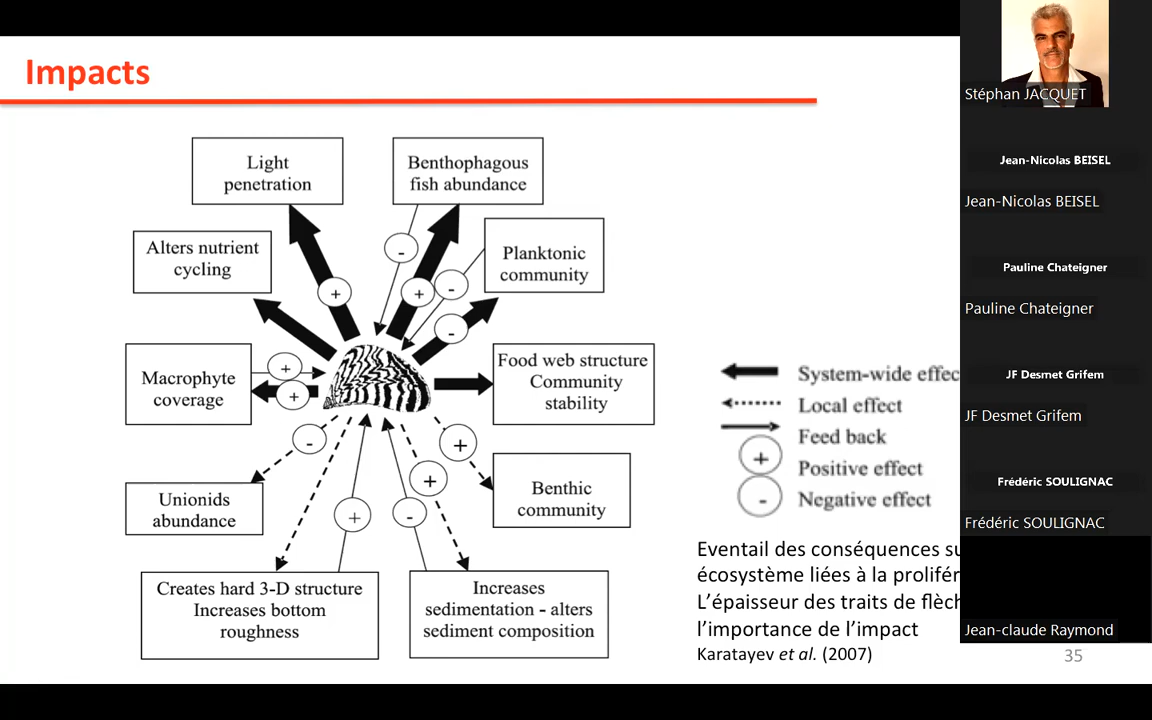 Impacts
Light
penetration
Benthophagous
fish abundance
Alters nutrient
cycling
Planktonic
community
Macrophyte
coverage
Food web structure
Community
stability
Unionids
abundance
Benthic
community
Creates hard 3-D structure
Increases bottom
roughness
Increases
sedimentation - alters
sediment composition
+
-
+
-
-
+
+
-
+
+
+
-
System-wide effec
Local effect
Feed back
+ Positive effect
- Negative effect
Eventail des conséquences su
écosystème liées à la prolifér
L’épaisseur des traits de flèch
l’importance de l’impact
Karatayev et al. (2007)
35
Stéphan JACQUET
Jean-Nicolas BEISEL
Jean-Nicolas BEISEL
Pauline Chateigner
Pauline Chateigner
JF Desmet Grifem
JF Desmet Grifem
Frédéric SOULIGNAC
Frédéric SOULIGNAC
Jean-claude Raymond